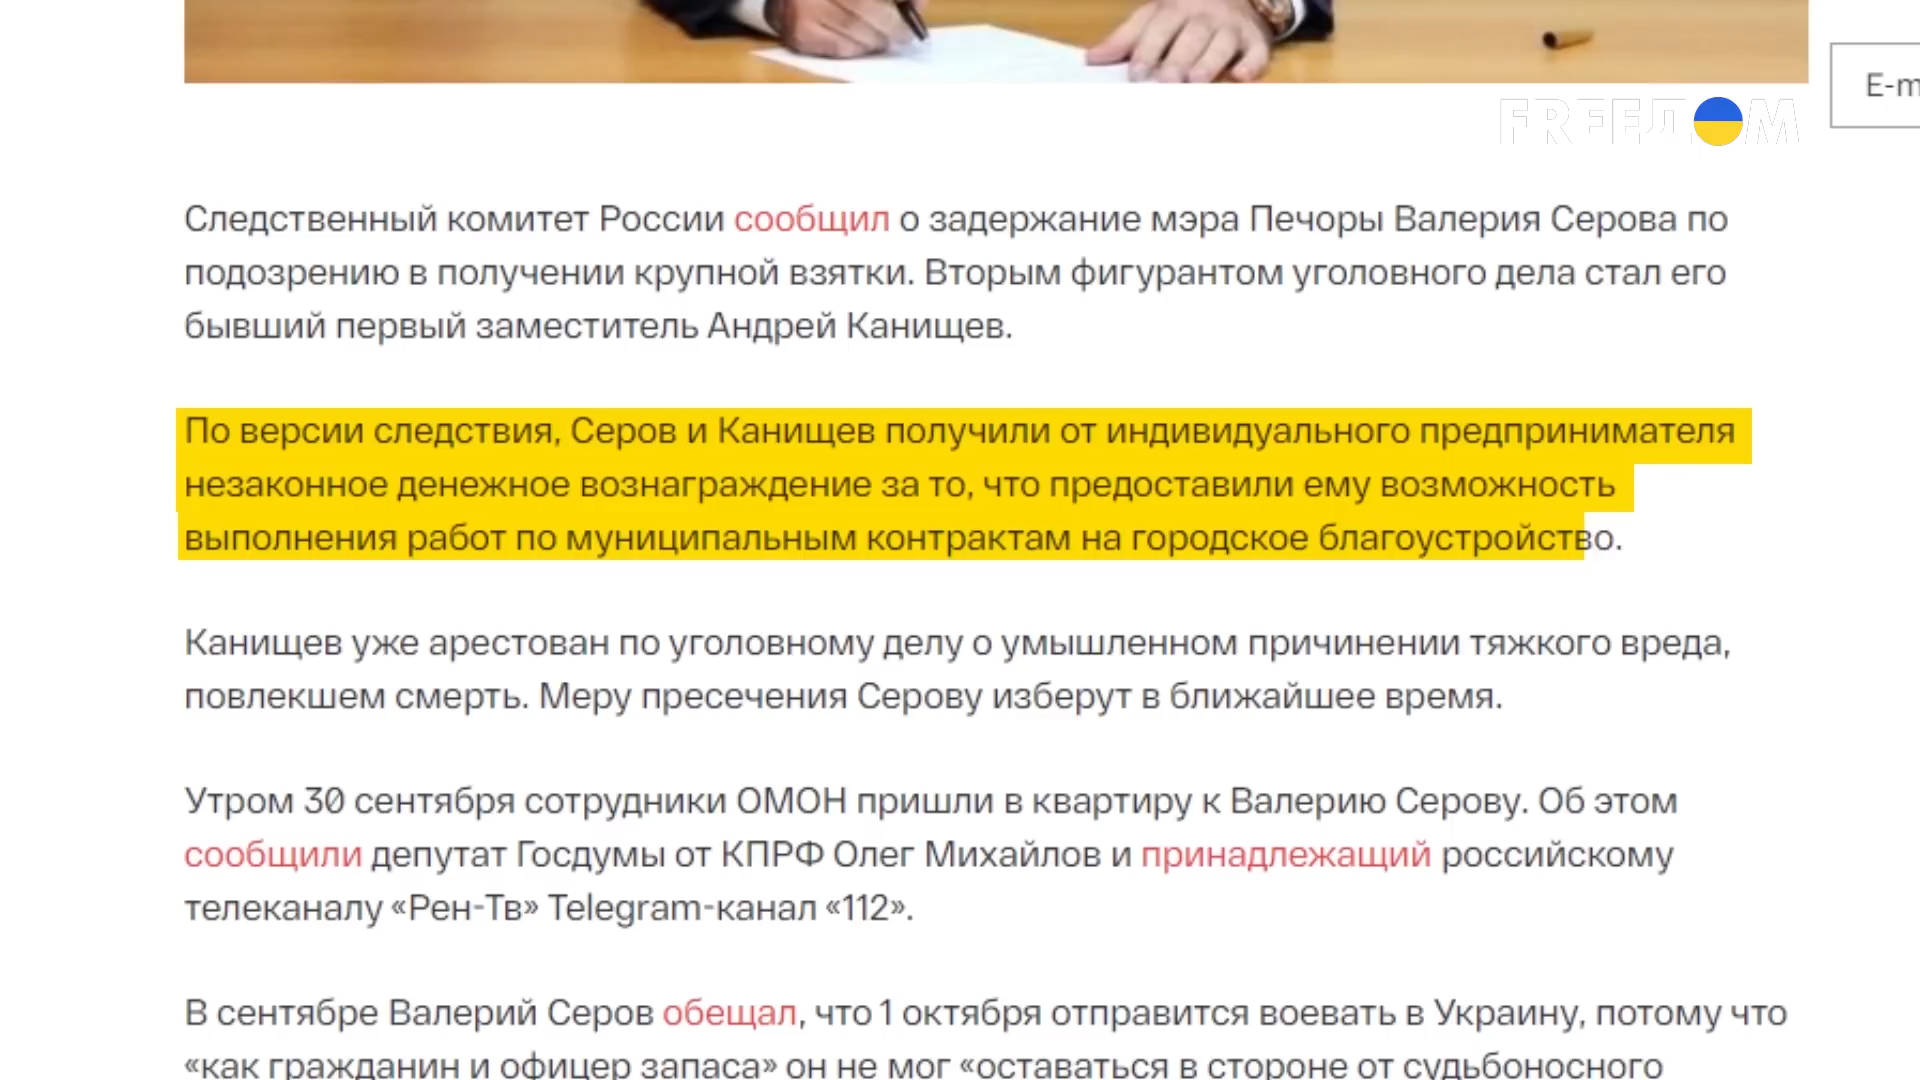 E-m
FREEДOM
Следственный комитет России сообщил о задержание мэра Печоры Валерия Серова по
подозрению в получении крупной взятки. Вторым фигурантом уголовного дела стал его
бывший первый заместитель Андрей Канищев.
По версии следствия, Серов и Канищев получили от индивидуального предпринимателя
незаконное денежное вознаграждение за то, что предоставили ему возможность
выполнения работ по муниципальным контрактам на городское благоустройство.
Канищев уже арестован по уголовному делу о умышленном причинении тяжкого вреда,
повлекшем смерть. Меру пресечения Серову изберут в ближайшее время.
Утром 30 сентября сотрудники ОМОН пришли в квартиру к Валерию Серову. Об этом
сообщили депутат Госдумы от КПРФ Олег Михайлов и принадлежащий российскому
телеканалу «Рен-Тв» Telegram-канал «112».
В сентябре Валерий Серов обещал, что 1 октября отправится воевать в Украину, потому что
«как гражданин и офицер запаса» он не мог «оставаться в стороне от судьбоносного